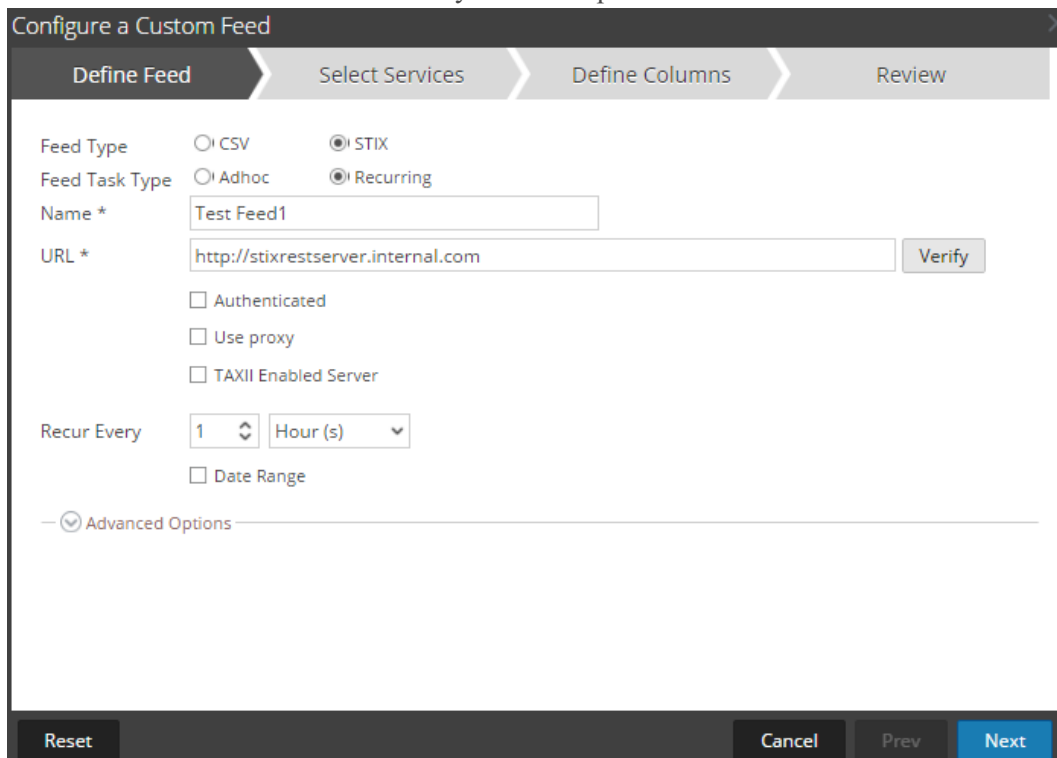 Configure a Custom Feed
Define Feed Select Services Define Columns Review
Feed Type CSV STIX
Feed Task Type Adhoc Recurring
Name * Test Feed1
URL * http://stixrestserver.internal.com Verify
Authenticated
Use proxy
TAXII Enabled Server
Recur Every 1 Hour (s)
Date Range
Advanced Options
Reset Cancel Prev Next